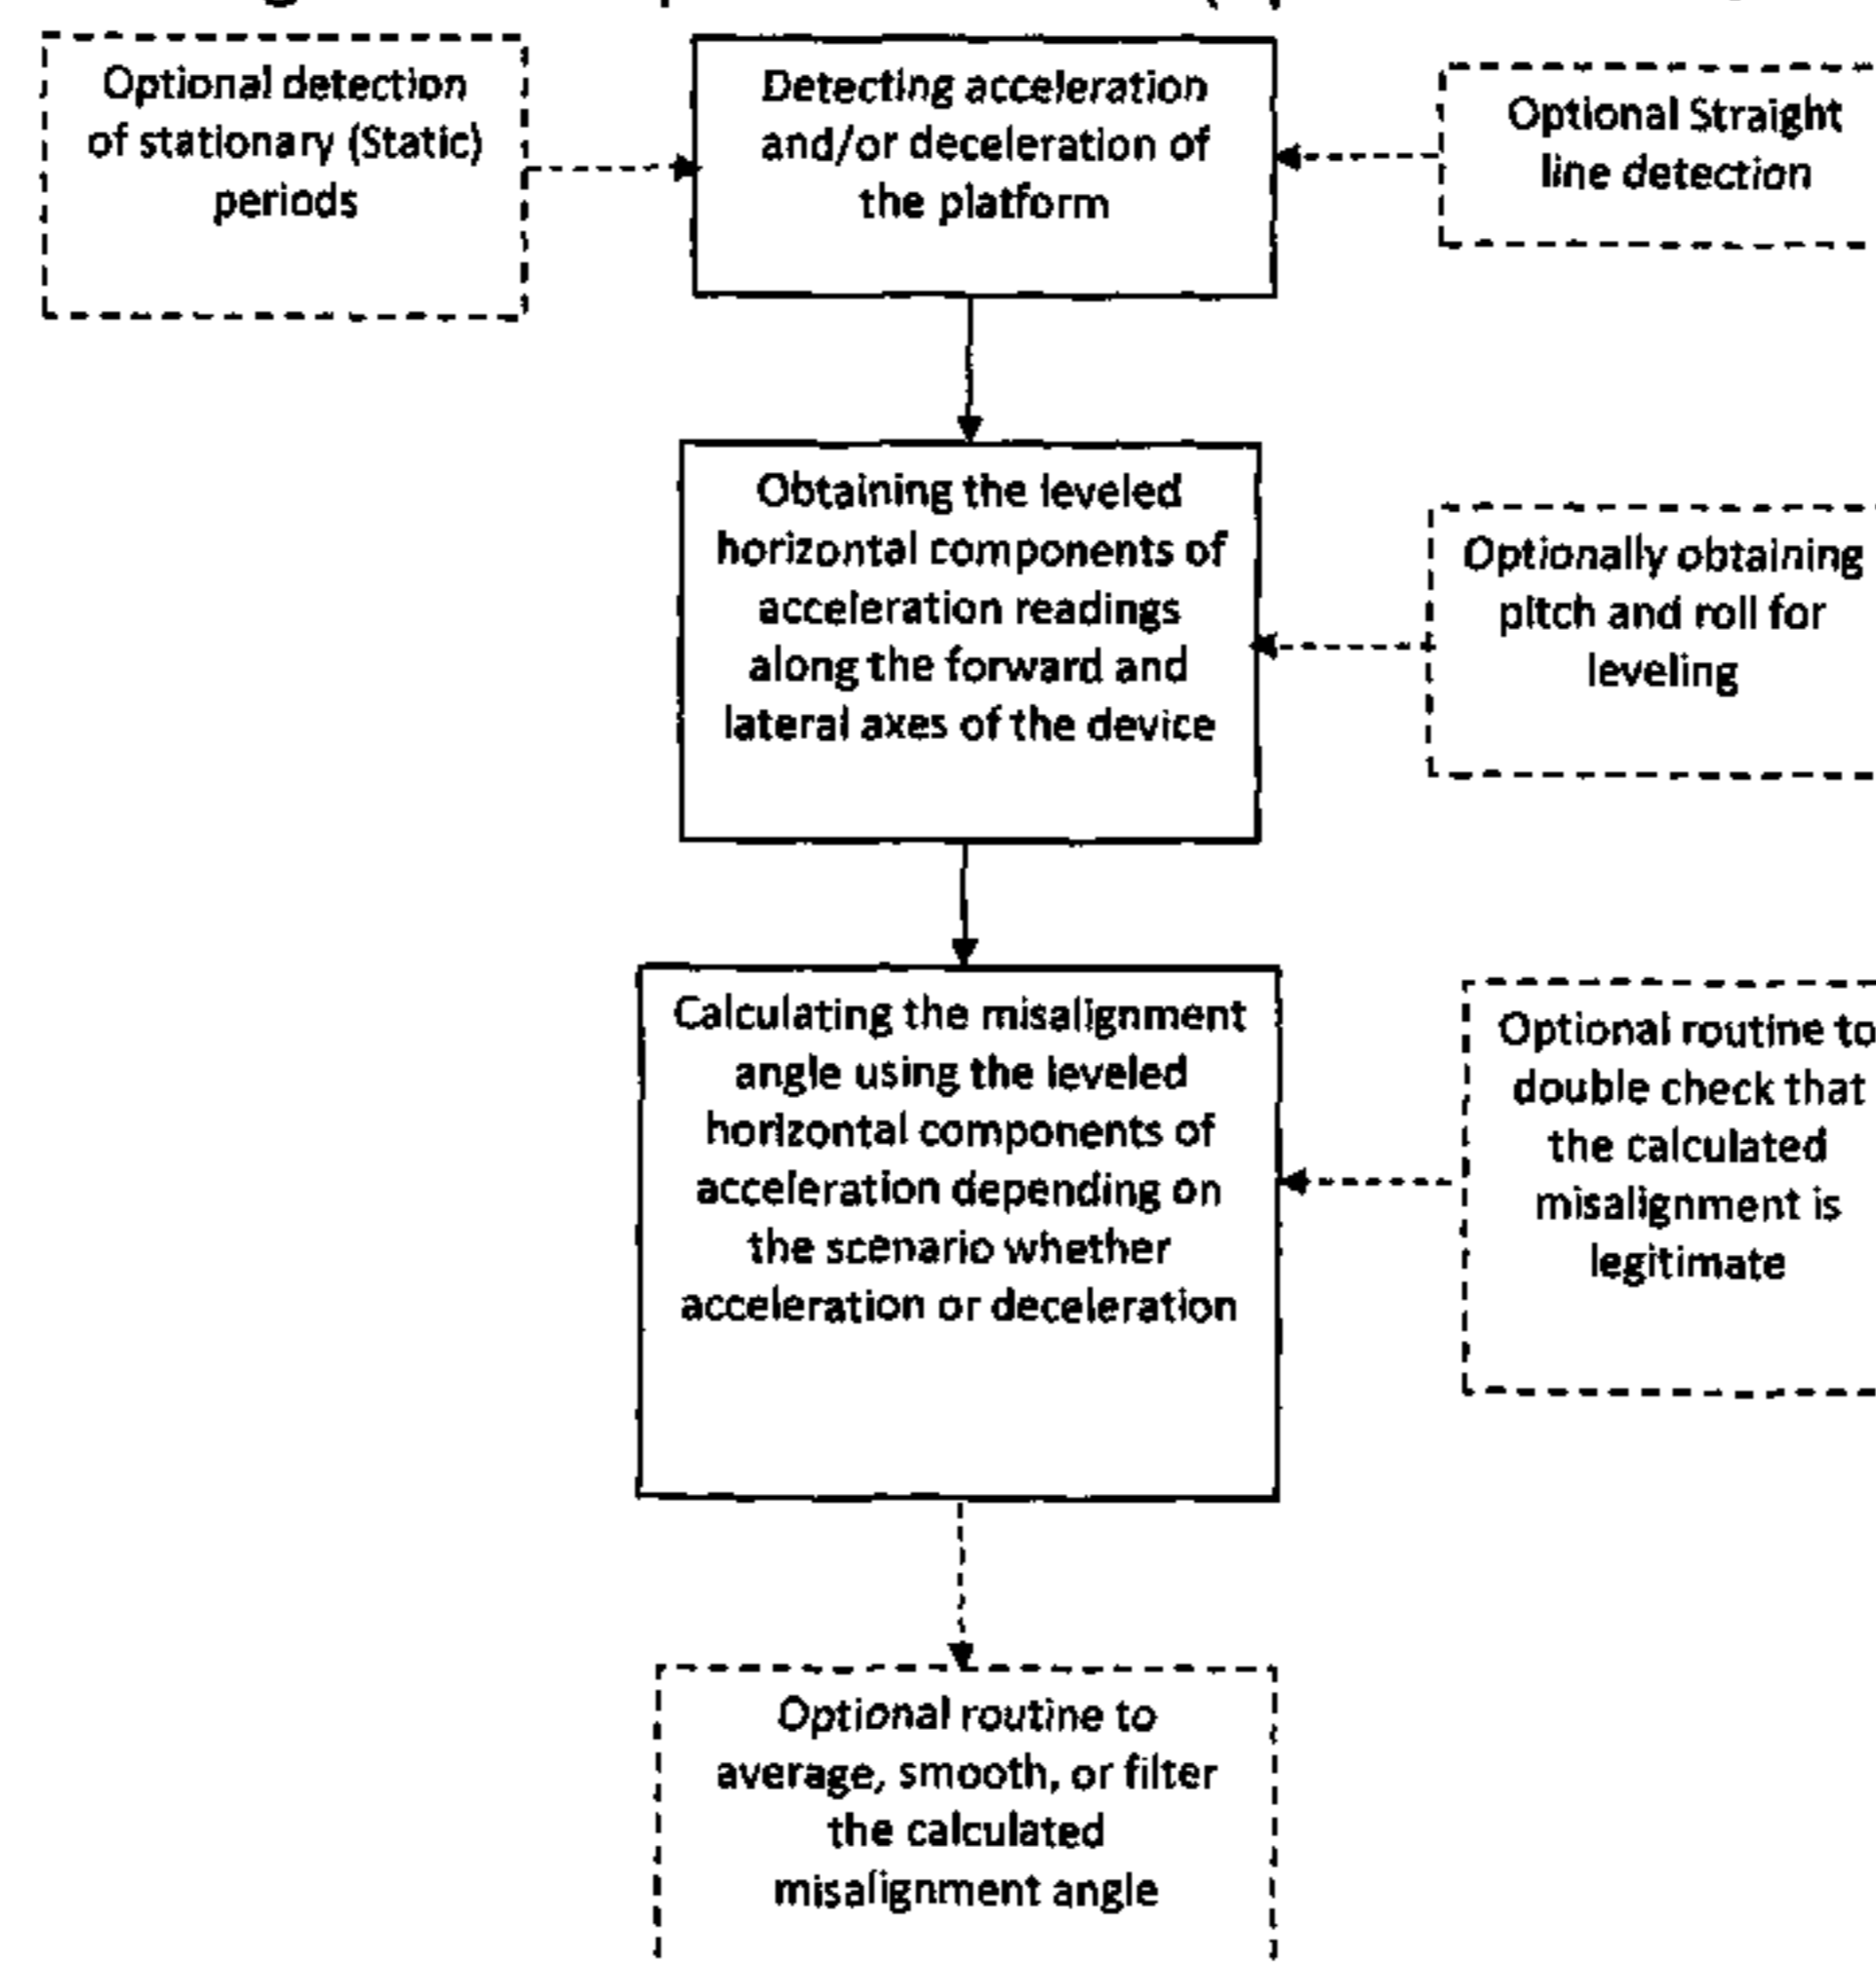 Optional detection
of stationary (Static)
periods
Detecting acceleration
and/or deceleration of
the platform
Optional Straight
line detection
Obtaining the leveled
horizontal components of
acceleration readings
along the forward and
lateral axes of the device
Optionally obtaining
pitch and roll for
leveling
Calculating the misalignment
angle using the leveled
horizontal components of
acceleration depending on
the scenario whether
acceleration or deceleration
Optional routine to
double check that
the calculated
misalignment is
legitimate
Optional routine to
average, smooth, or filter
the calculated
misalignment angle